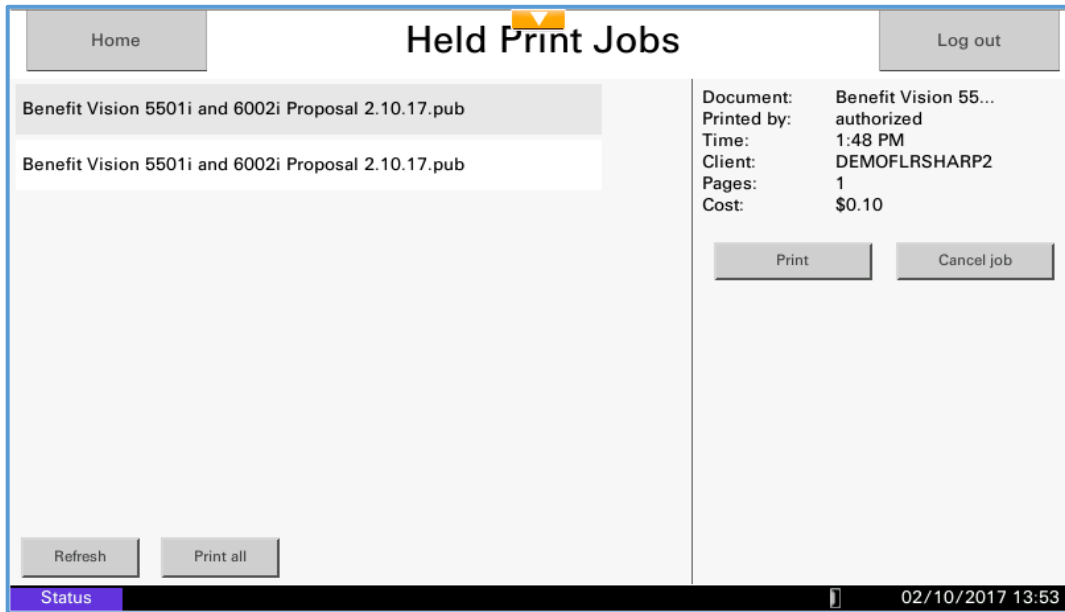 Home
Held Print Jobs
Log out
Benefit Vision 5501i and 6002i Proposal 2.10.17.pub
Benefit Vision 5501i and 6002i Proposal 2.10.17.pub
Document: Benefit Vision 55...
Printed by: authorized
Time: 1:48 PM
Client: DEMOFLRSHARP2
Pages: 1
Cost: $0.10
Print
Cancel job
Refresh
Print all
Status
02/10/2017 13:53